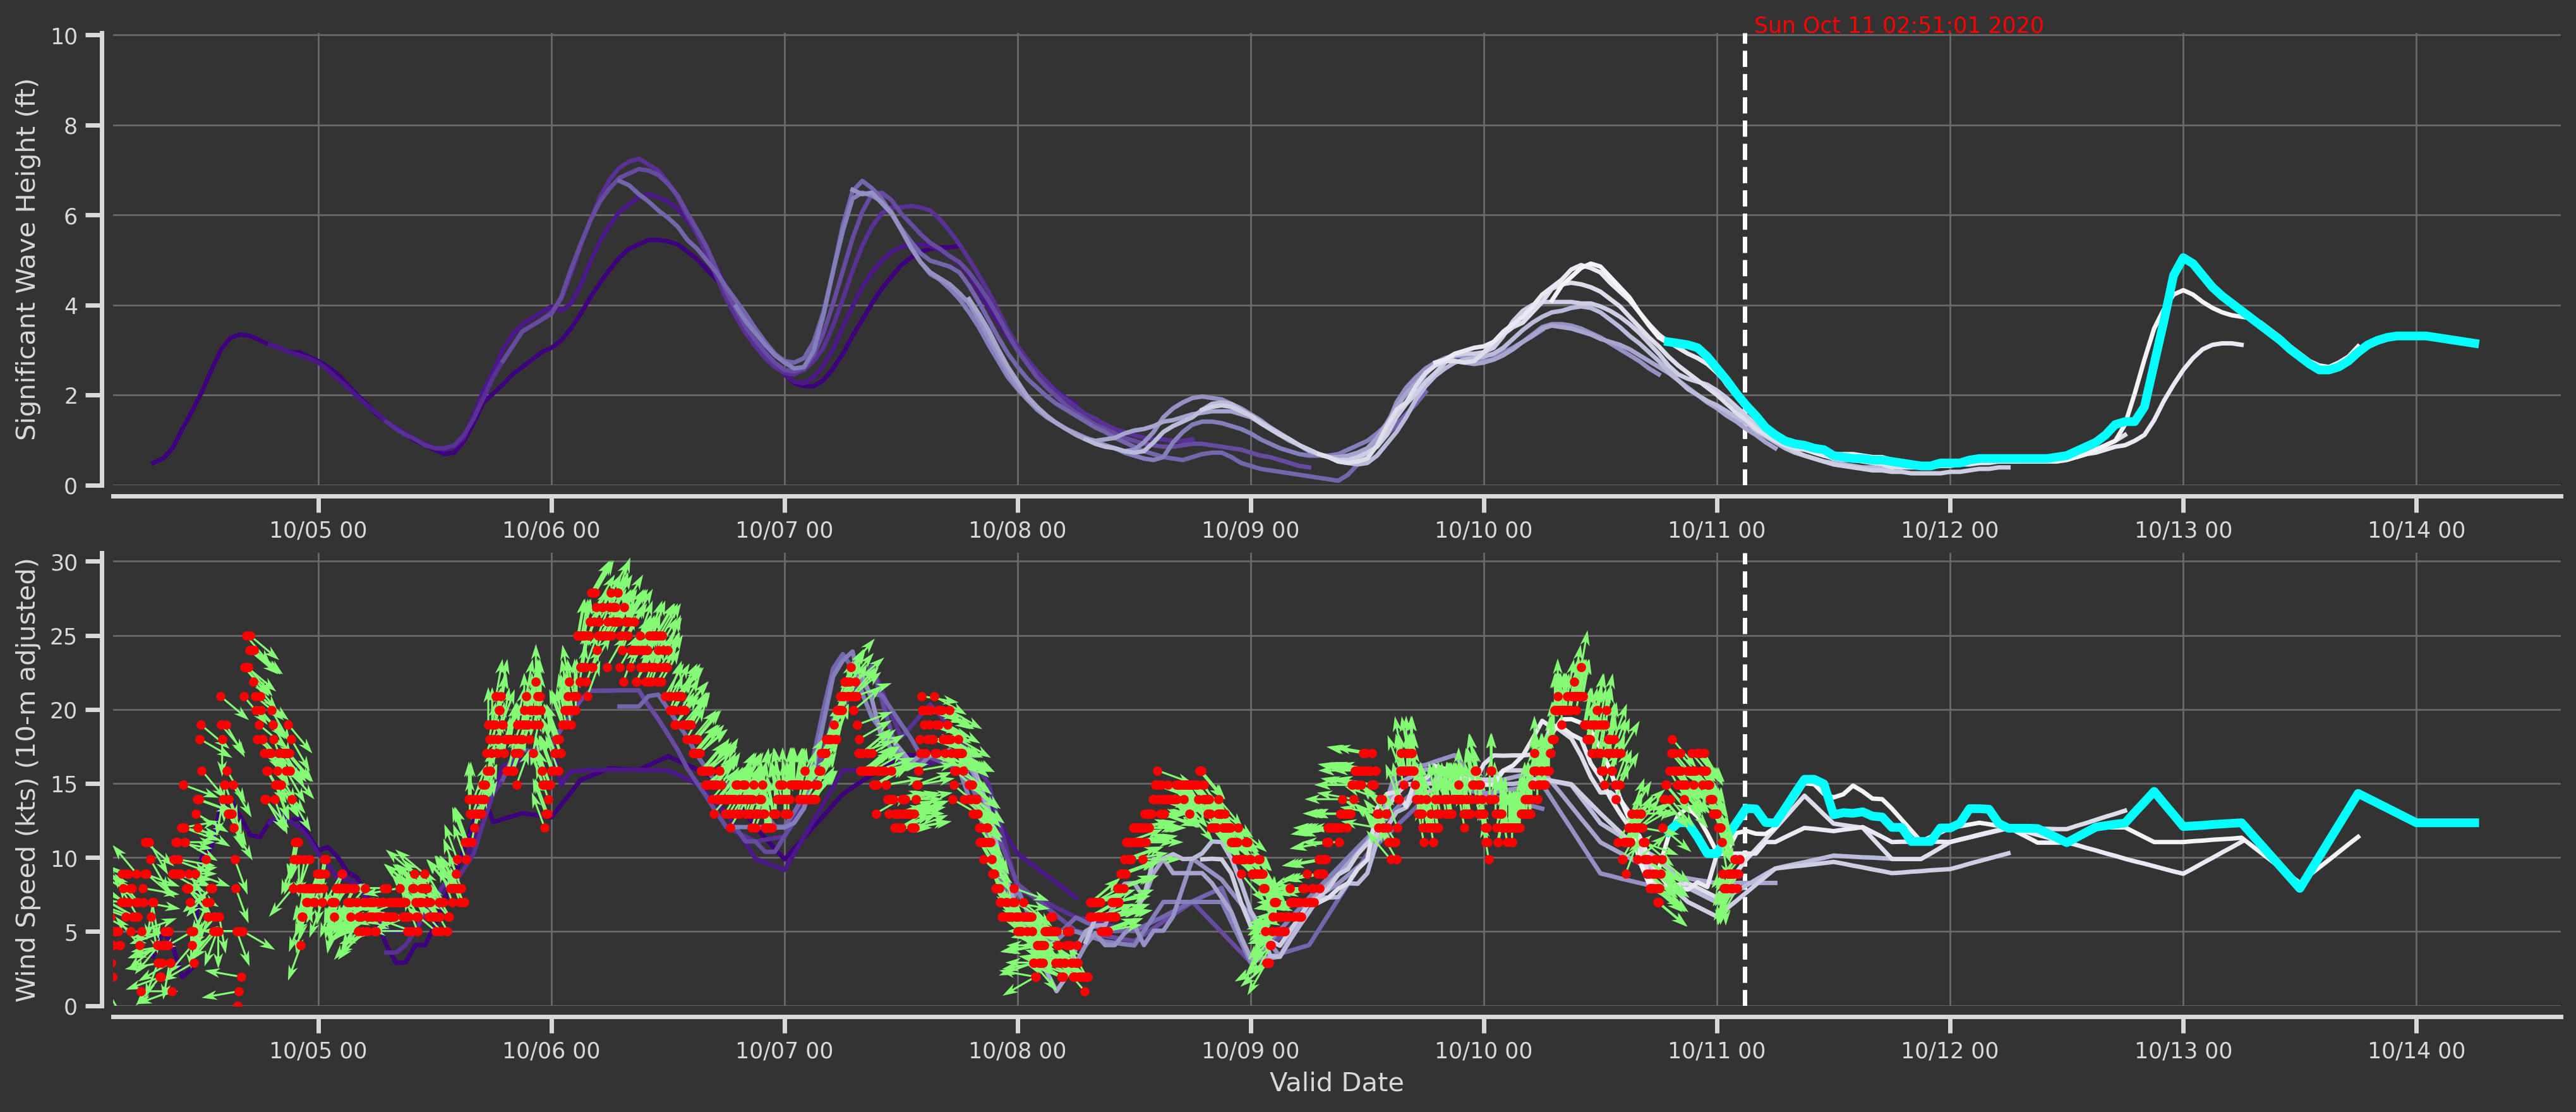 Sun Oct 11 02:51:01 2020
Significant Wave Height (ft)
10
8
6
4
2
0
10/05 00 10/06 00 10/07 00 10/08 00 10/09 00 10/10 00 10/11 00 10/12 00 10/13 00 10/14 00
Wind Speed (kts) (10-m adjusted)
30
25
20
15
10
5
0
10/05 00 10/06 00 10/07 00 10/08 00 10/09 00 10/10 00 10/11 00 10/12 00 10/13 00 10/14 00
Valid Date